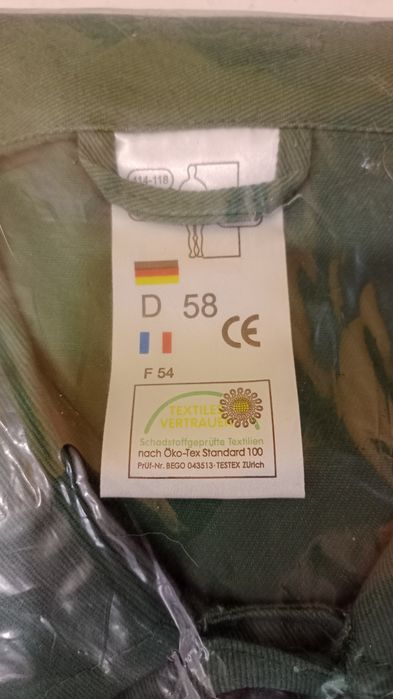 114-118
D 58
CE
F 54
TEXTILES
VERTRAUEN
Schadstoffgeprüfte Textilien
nach Öko-Tex Standard 100
Prüf-Nr. BEGO 043513 · TESTEX Zürich